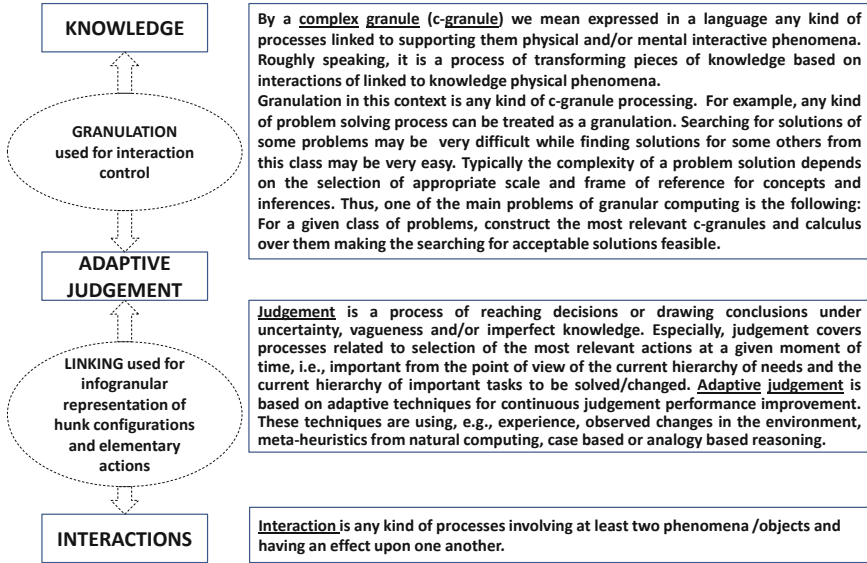 KNOWLEDGE
GRANULATION
used for interaction
control
ADAPTIVE
JUDGEMENT
LINKING used for
infogranular
representation of
hunk configurations
and elementary
actions
INTERACTIONS
By a complex granule (c-granule) we mean expressed in a language any kind of
processes linked to supporting them physical and/or mental interactive phenomena.
Roughly speaking, it is a process of transforming pieces of knowledge based on
interactions of linked to knowledge physical phenomena.
Granulation in this context is any kind of c-granule processing. For example, any kind
of problem solving process can be treated as a granulation. Searching for solutions of
some problems may be very difficult while finding solutions for some others from
this class may be very easy. Typically the complexity of a problem solution depends
on the selection of appropriate scale and frame of reference for concepts and
inferences. Thus, one of the main problems of granular computing is the following:
For a given class of problems, construct the most relevant c-granules and calculus
over them making the searching for acceptable solutions feasible.
Judgement is a process of reaching decisions or drawing conclusions under
uncertainty, vagueness and/or imperfect knowledge. Especially, judgement covers
processes related to selection of the most relevant actions at a given moment of
time, i.e., important from the point of view of the current hierarchy of needs and the
current hierarchy of important tasks to be solved/changed. Adaptive judgement is
based on adaptive techniques for continuous judgement performance improvement.
These techniques are using, e.g., experience, observed changes in the environment,
meta-heuristics from natural computing, case based or analogy based reasoning.
Interaction is any kind of processes involving at least two phenomena /objects and
having an effect upon one another.